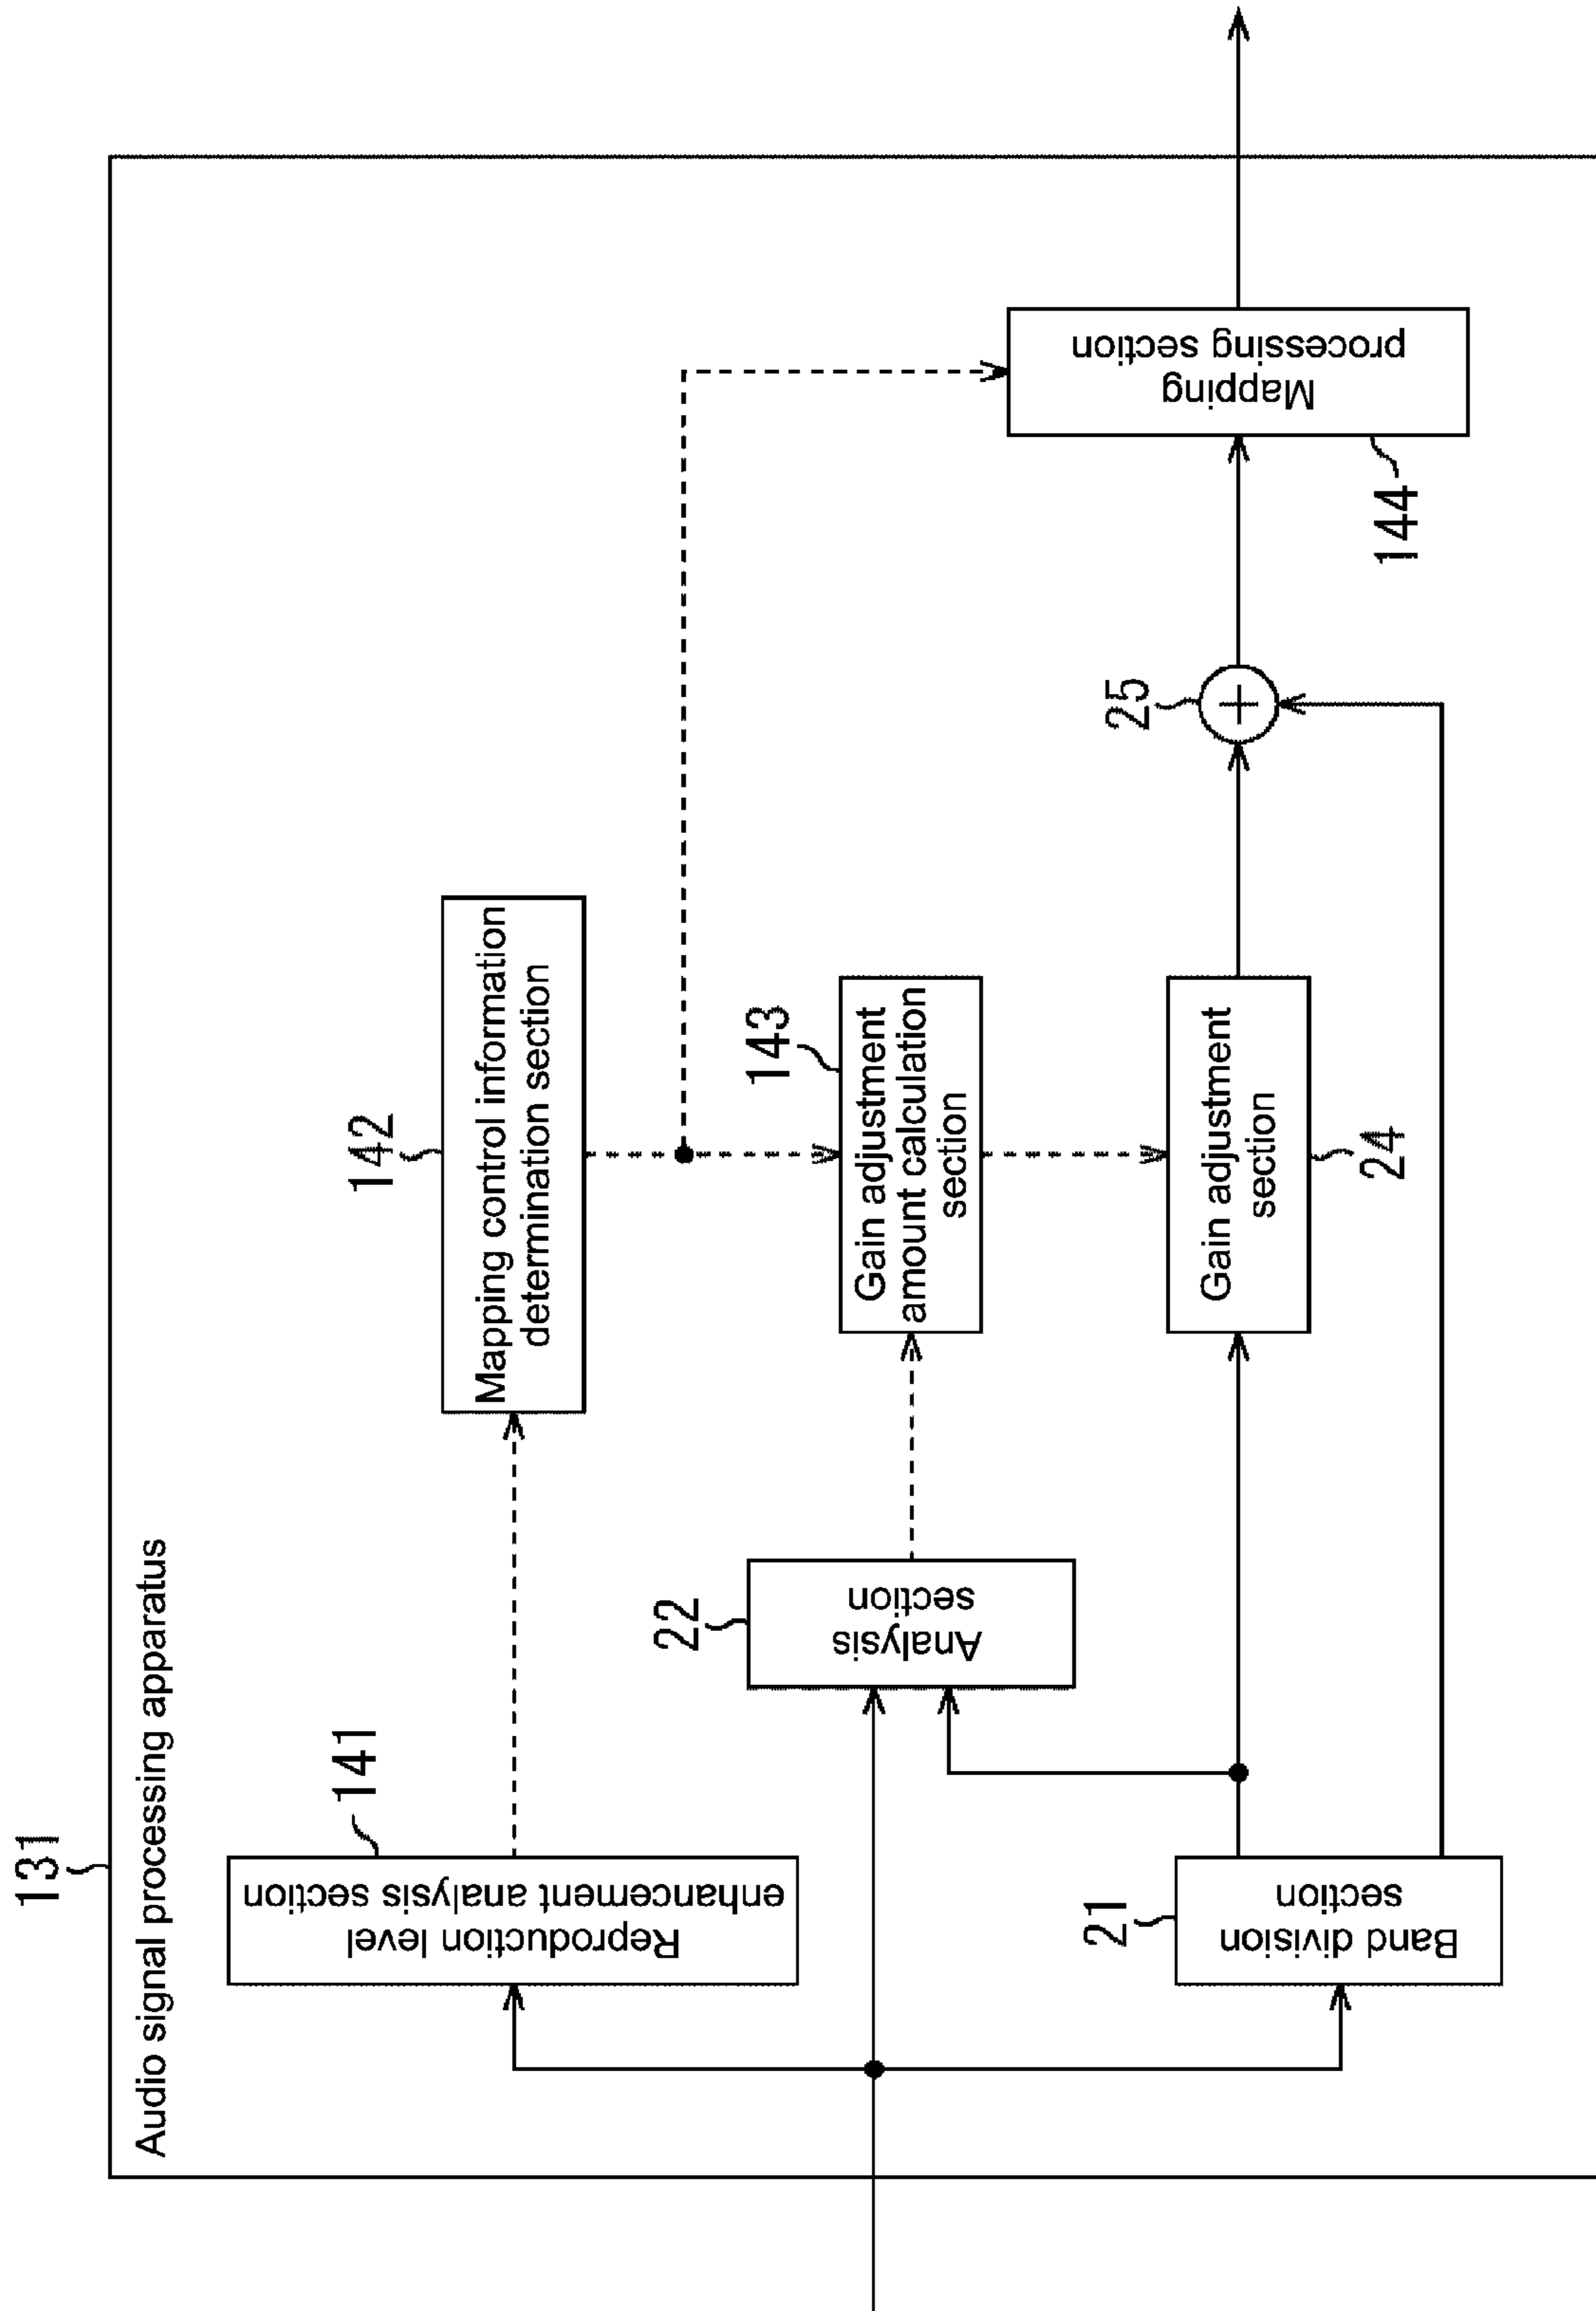 131
Audio signal processing apparatus
Reproduction level
enhancement analysis section
141
Mapping control information
determination section
142
Analysis
section
22
Gain adjustment
amount calculation
section
143
Band division
section
21
Gain adjustment
section
24
+
25
Mapping
processing section
144